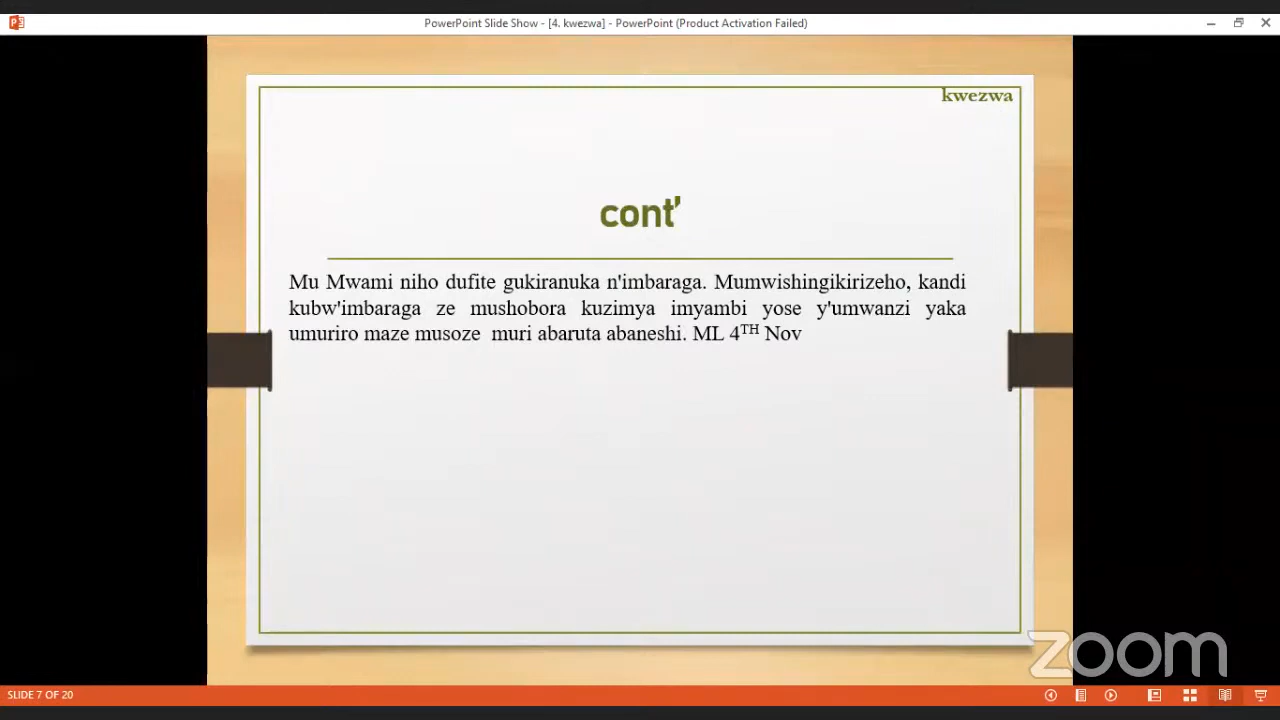 PowerPoint Slide Show - [4. kwezwa] - PowerPoint (Product Activation Failed)
kwezwa
cont'
Mu Mwami niho dufite gukiranuka n'imbaraga. Mumwishingikirizeho, kandi
kubw'imbaraga ze mushobora kuzimya imyambi yose y'umwanzi yaka
umuriro maze musoze muri abaruta abaneshi. ML 4TH Nov
zoom
SLIDE 7 OF 20